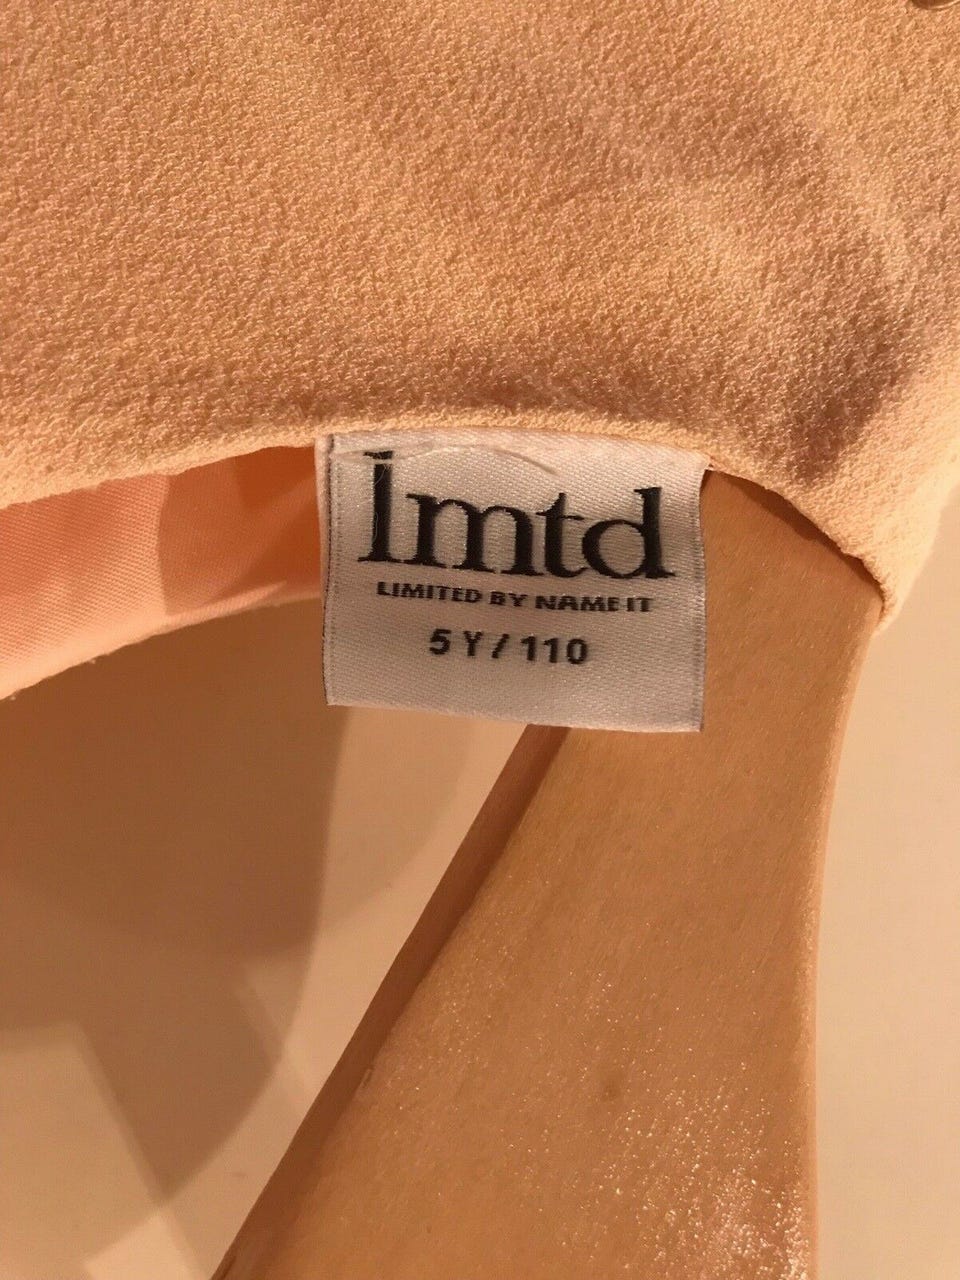 lmtd
LIMITED BY NAME IT
5 Y / 110